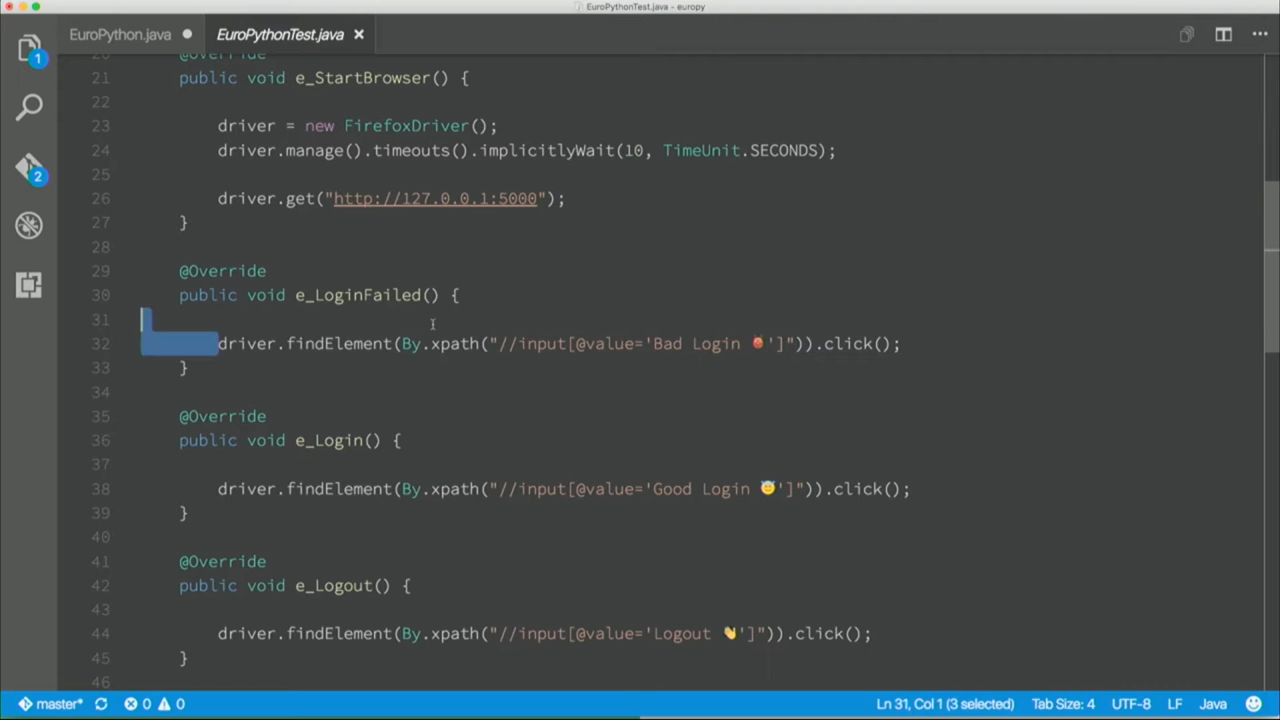 EuroPythonTest.java - europy
EuroPython.java
EuroPythonTest.java
1
2
20 @Override
21 public void e_StartBrowser() {
22
23 driver = new FirefoxDriver();
24 driver.manage().timeouts().implicitlyWait(10, TimeUnit.SECONDS);
25
26 driver.get("http://127.0.0.1:5000");
27 }
28
29 @Override
30 public void e_LoginFailed() {
31
32 driver.findElement(By.xpath("//input[@value='Bad Login 👹']")).click();
33 }
34
35 @Override
36 public void e_Login() {
37
38 driver.findElement(By.xpath("//input[@value='Good Login 😇']")).click();
39 }
40
41 @Override
42 public void e_Logout() {
43
44 driver.findElement(By.xpath("//input[@value='Logout 👋']")).click();
45 }
46
master* 0 0 Ln 31, Col 1 (3 selected) Tab Size: 4 UTF-8 LF Java